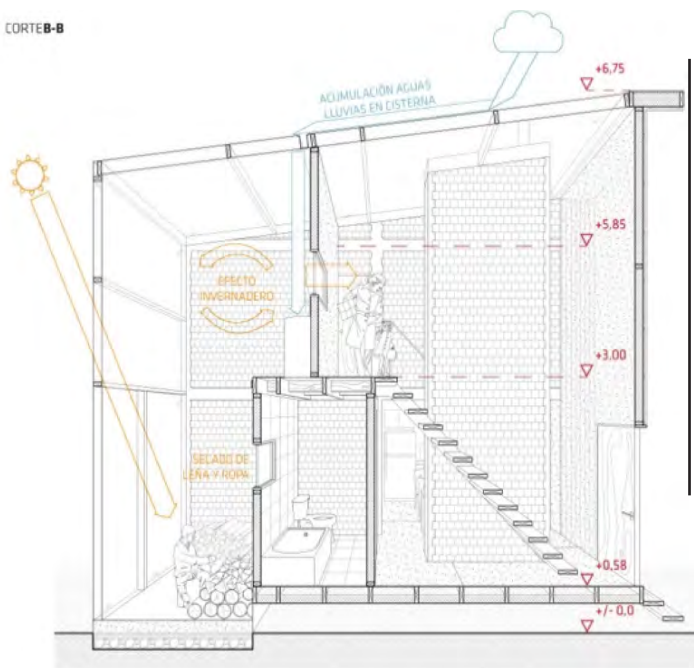 CORTE B-B
ACUMULACIÓN AGUAS
LLUVIAS EN CISTERNA
+6,75
+5,85
EFECTO
INVERNADERO
+3.00
SELADO DE
LEÑA Y ROPA
+0,58
+/- 0,0